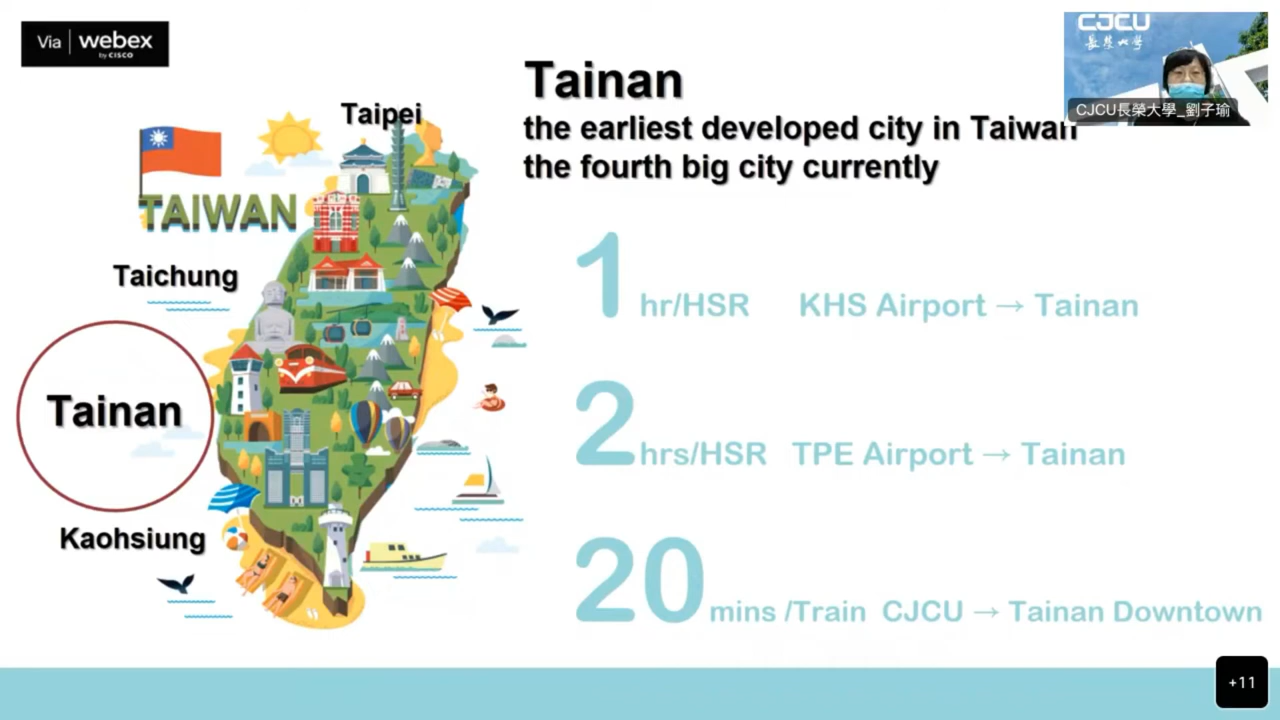 Via webex
by CISCO
CJCU
長榮大學
CJCU長榮大學_劉子瑜
Tainan
the earliest developed city in Taiwan
the fourth big city currently
Taipei
TAIWAN
Taichung
Tainan
Kaohsiung
1 hr/HSR KHS Airport → Tainan
2 hrs/HSR TPE Airport → Tainan
20 mins /Train CJCU → Tainan Downtown
+11